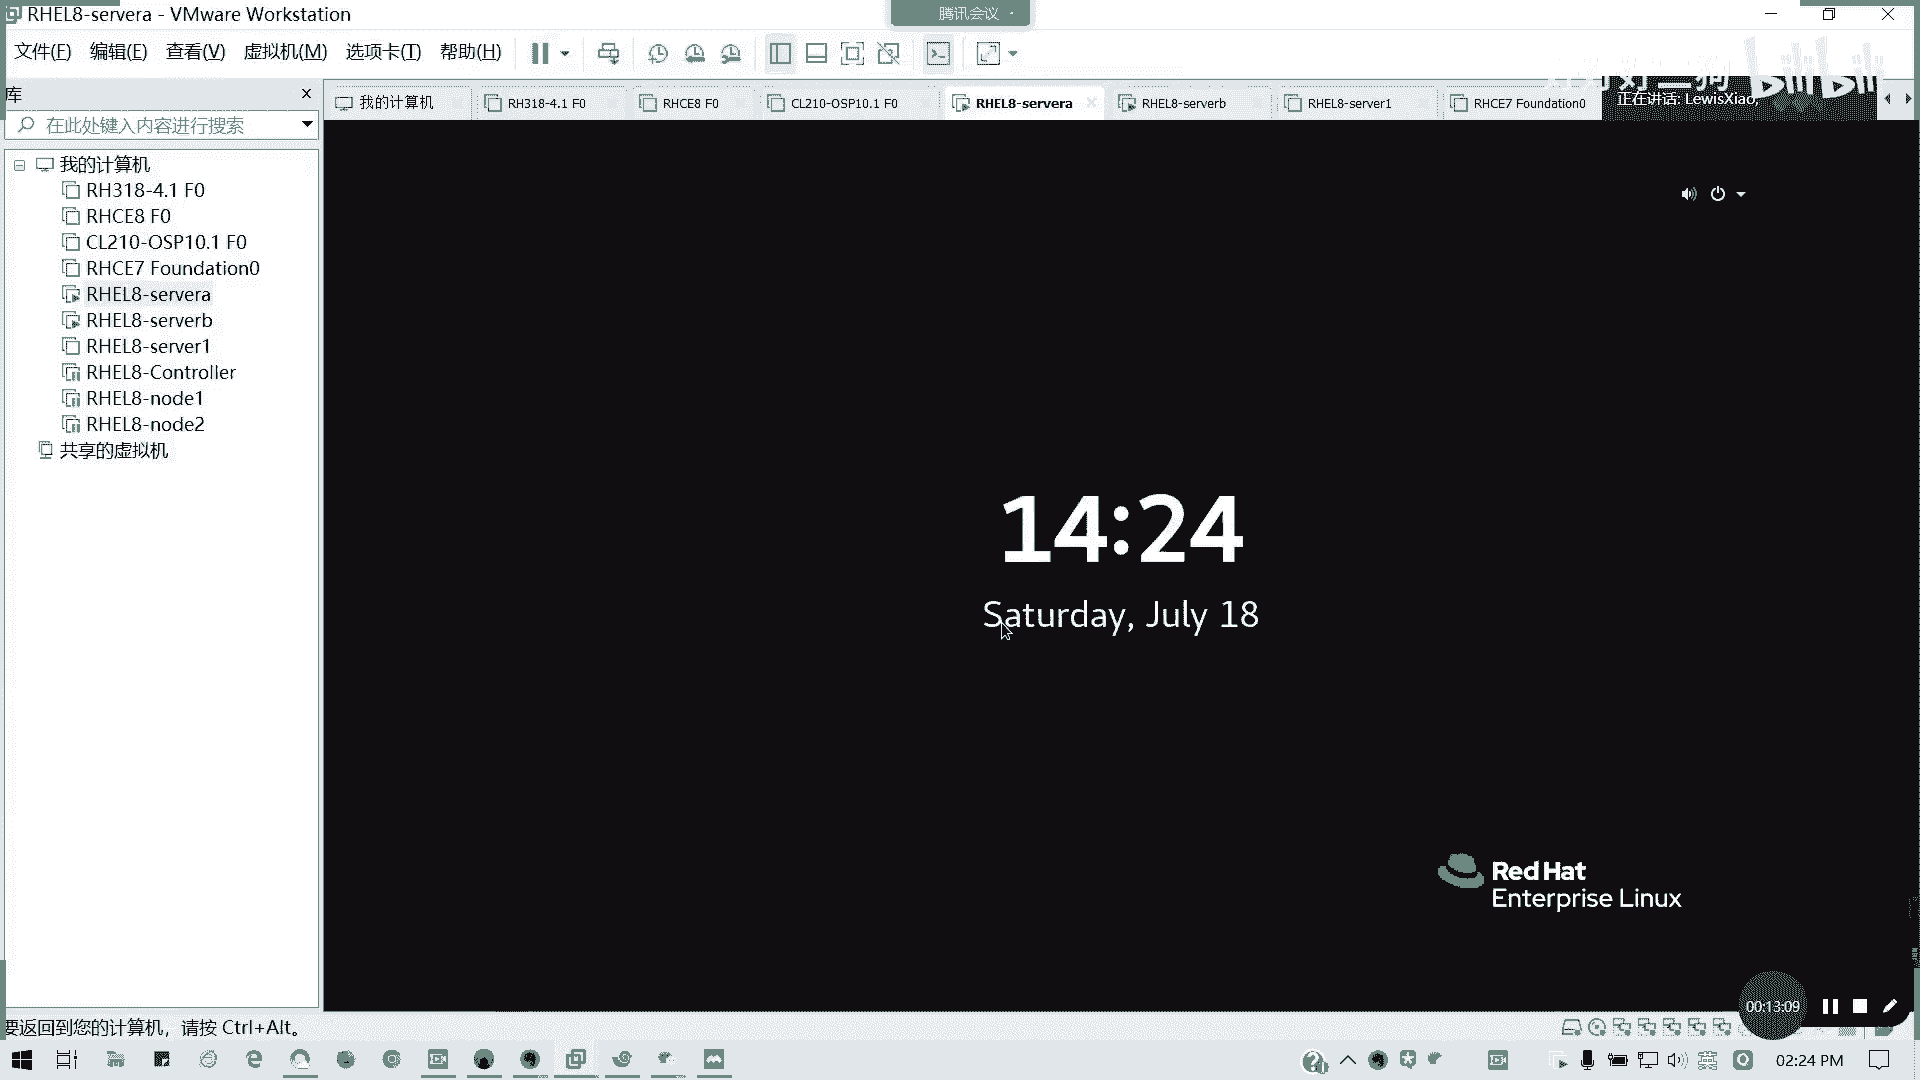 RHEL8-servera - VMware Workstation
腾讯会议
文件(F) 编辑(E) 查看(V) 虚拟机(M) 选项卡(T) 帮助(H)
bilibili
正在讲话: LewisXiao;
库
在此处键入内容进行搜索
我的计算机
RH318-4.1 F0
RHCE8 F0
CL210-OSP10.1 F0
RHCE7 Foundation0
RHEL8-servera
RHEL8-serverb
RHEL8-server1
RHEL8-Controller
RHEL8-node1
RHEL8-node2
共享的虚拟机
我的计算机 RH318-4.1 F0 RHCE8 F0 CL210-OSP10.1 F0 RHEL8-servera RHEL8-serverb RHEL8-server1 RHCE7 Foundation0
14:24
Saturday, July 18
Red Hat
Enterprise Linux
00:13:09
要返回到您的计算机，请按 Ctrl+Alt。
英
02:24 PM